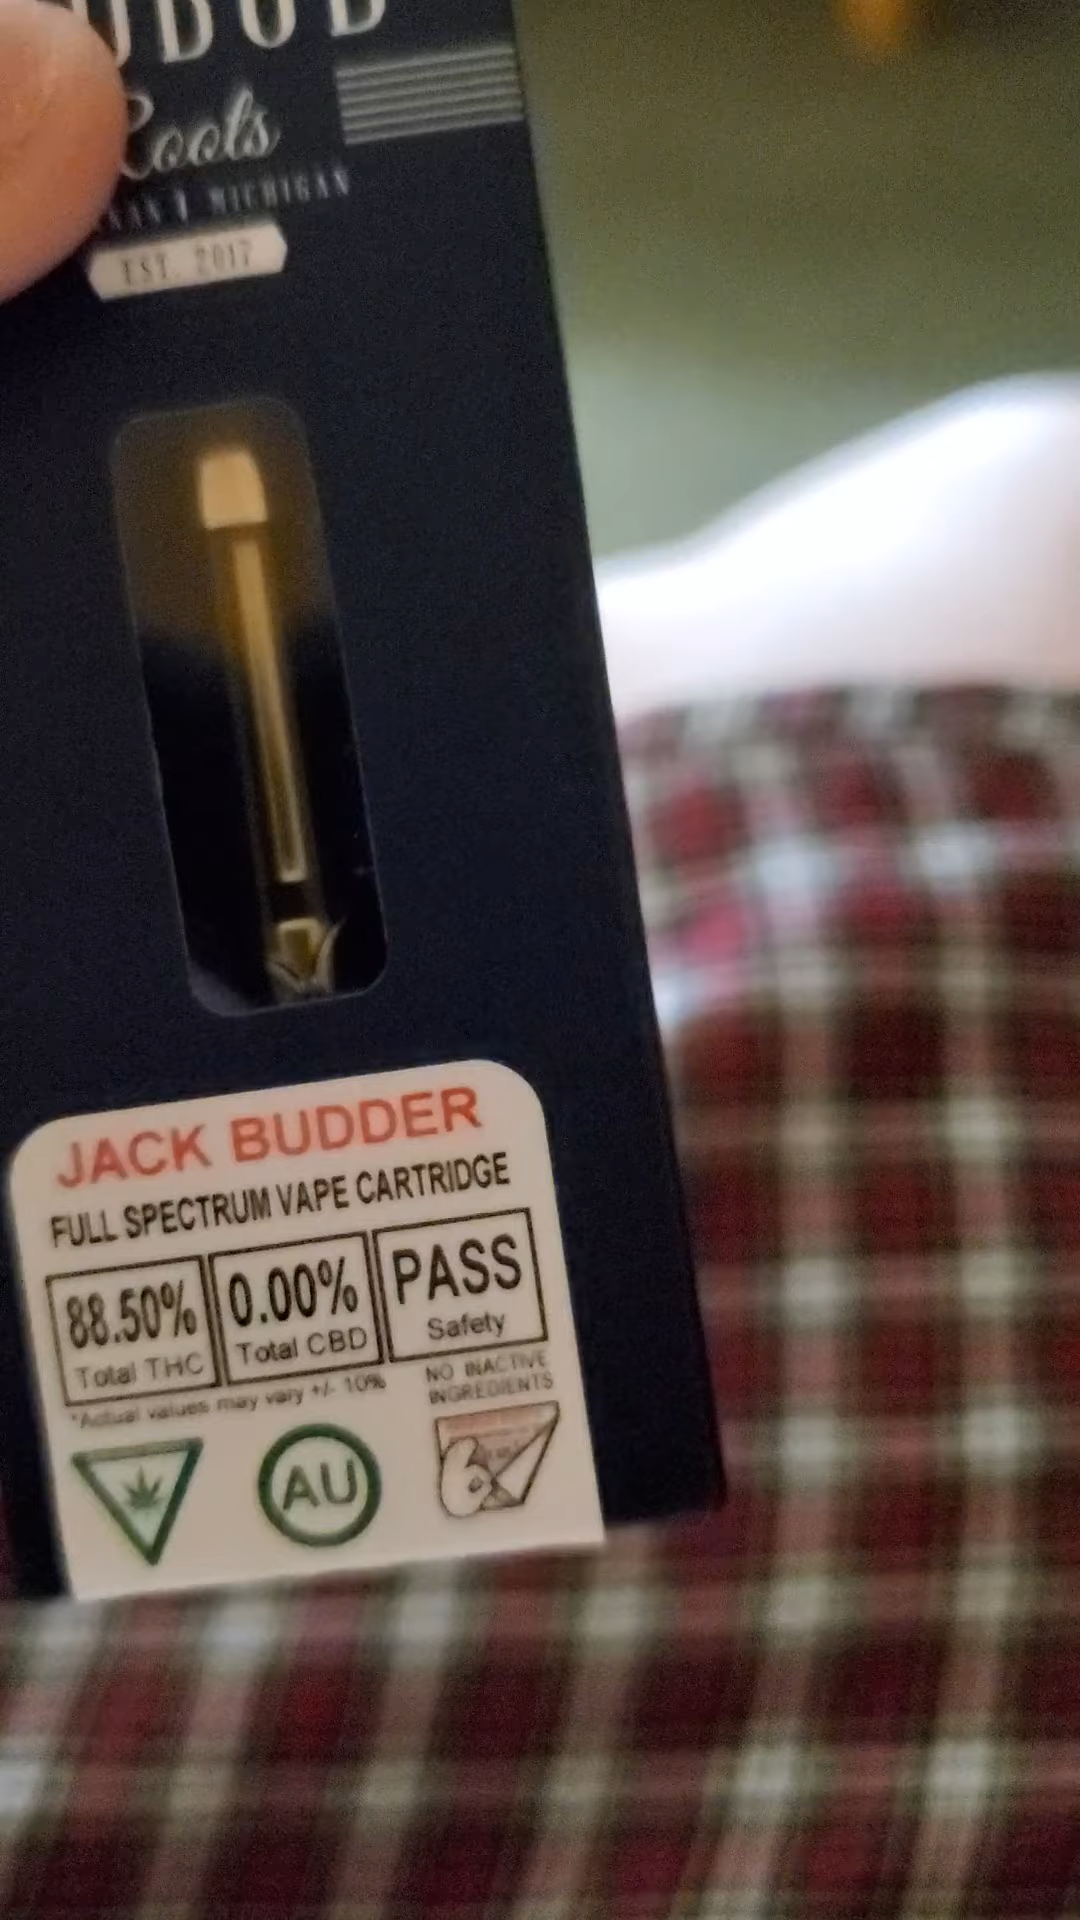 Roots
MICHIGAN
EST. 2017
JACK BUDDER
FULL SPECTRUM VAPE CARTRIDGE
88.50%
Total THC
0.00%
Total CBD
PASS
Safety
*Actual values may vary +/- 10%
NO INACTIVE
INGREDIENTS
AU